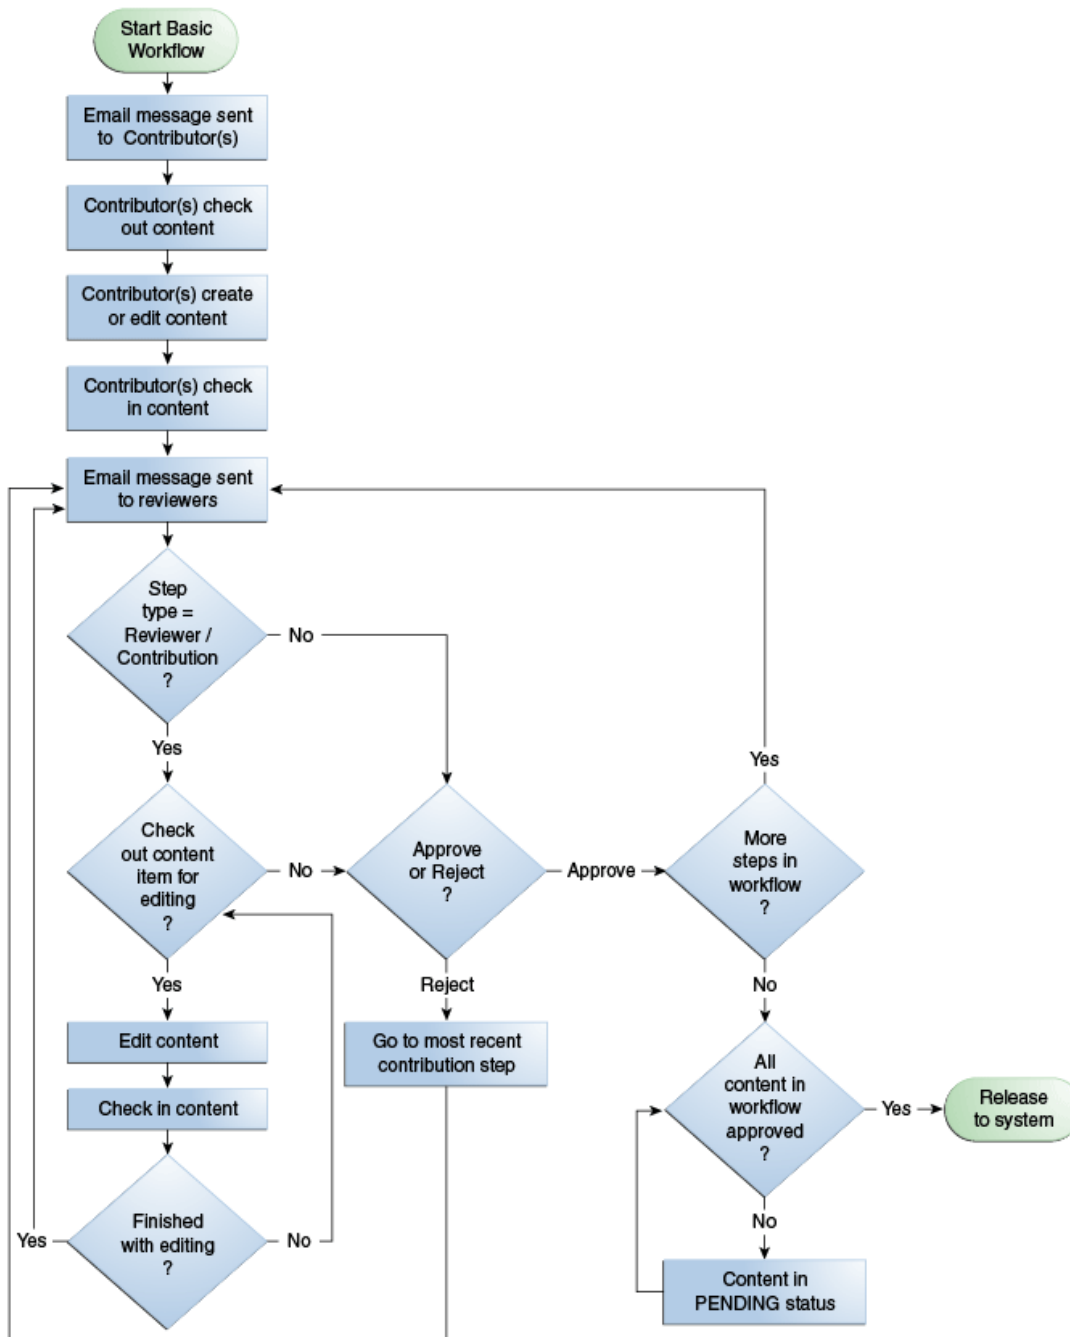 Start Basic
Workflow
Email message sent
to Contributor(s)
Contributor(s) check
out content
Contributor(s) create
or edit content
Contributor(s) check
in content
Email message sent
to reviewers
Step
type =
Reviewer /
Contribution
?
No
Yes
Check
out content
item for
editing
?
No
Yes
Edit content
Check in content
Finished
with editing
?
Yes
No
Approve
or Reject
?
Approve
Reject
Go to most recent
contribution step
More
steps in
workflow
?
Yes
No
All
content in
workflow
approved
?
Yes
No
Content in
PENDING status
Release
to system